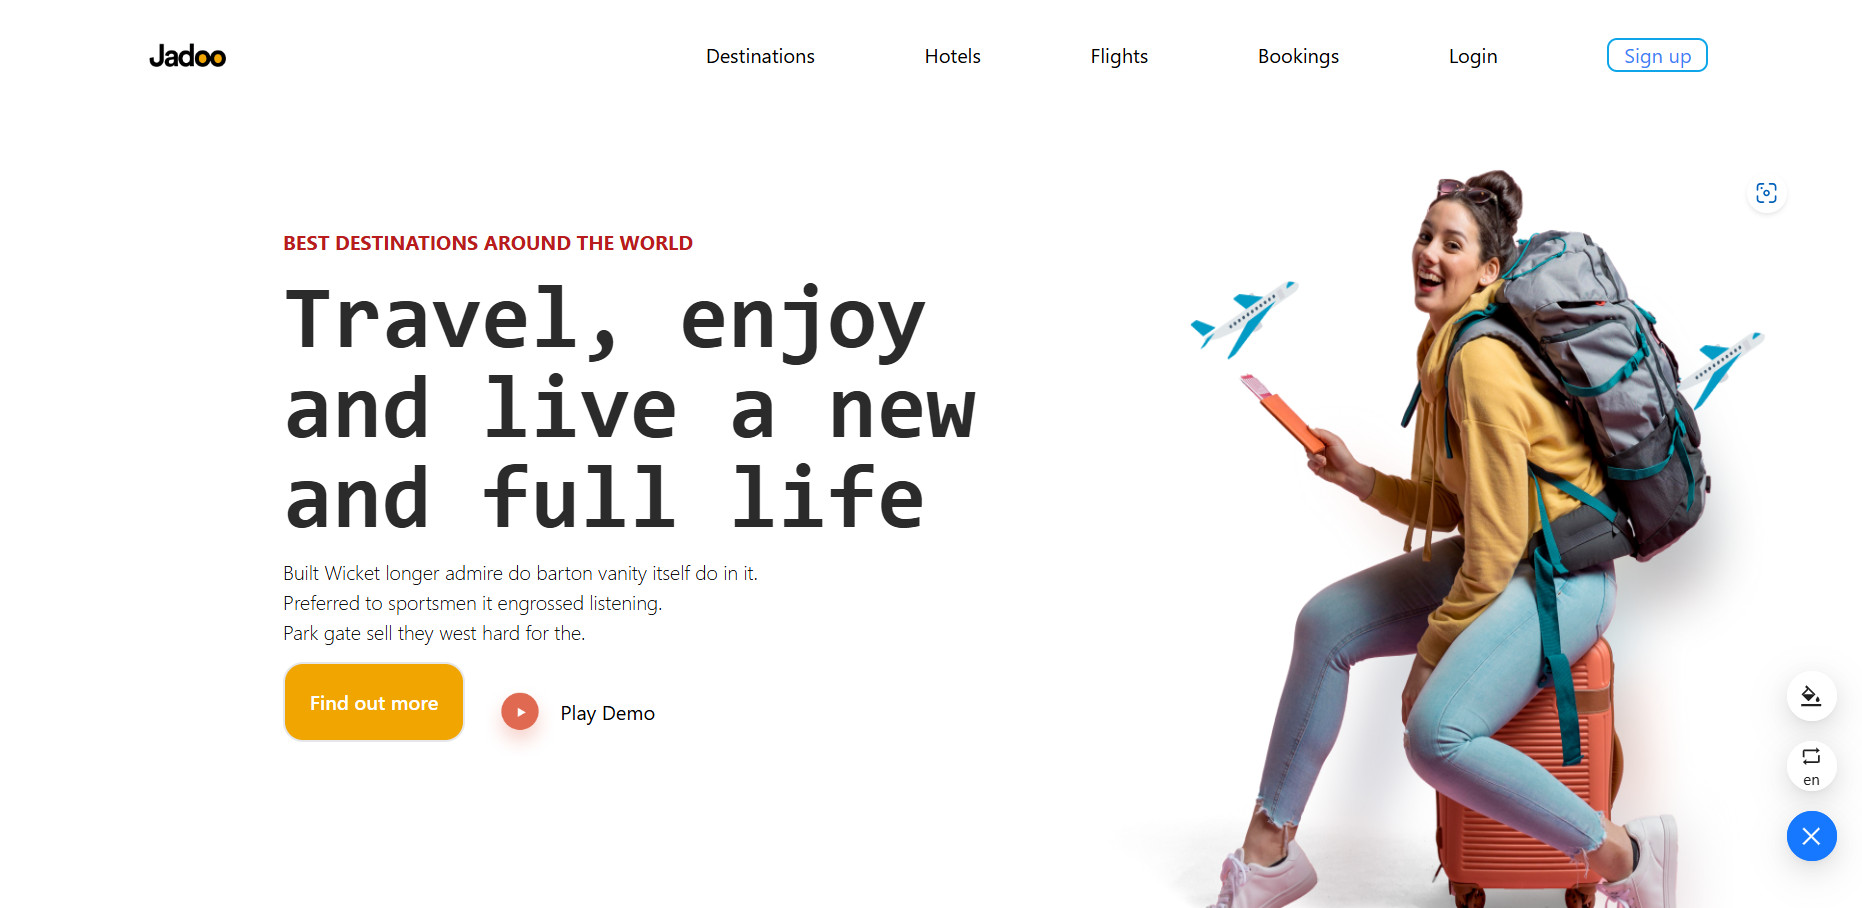 Jadoo
Destinations
Hotels
Flights
Bookings
Login
Sign up
BEST DESTINATIONS AROUND THE WORLD
Travel, enjoy
and live a new
and full life
Built Wicket longer admire do barton vanity itself do in it.
Preferred to sportsmen it engrossed listening.
Park gate sell they west hard for the.
Find out more
Play Demo
en